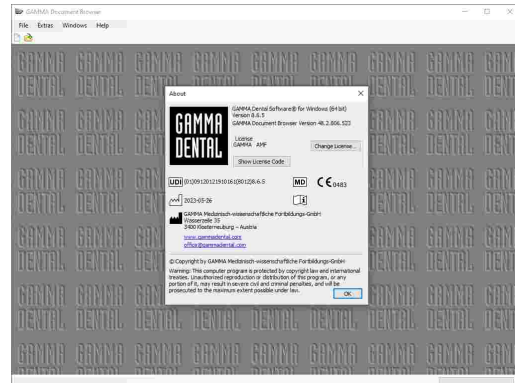 GAMMA Document Browser
File Extras Windows Help
About
GAMMA DENTAL
GAMMA Dental Software® for Windows (64 bit)
Version 8.6.5
GAMMA Document Browser Version 48.2.806.523
License
GAMMA AMF
Change License...
Show License Code
UDI (01)09120121910161(8012)8.6.5
MD
CE 0483
2023-05-26
GAMMA Medizinisch-wissenschaftliche Fortbildungs-GmbH
Wasserzeile 35
3400 Klosterneuburg – Austria
www.gammadental.com
office@gammadental.com
© Copyright by GAMMA Medizinisch-wissenschaftliche Fortbildungs-GmbH
Warning: This computer program is protected by copyright law and international
treaties. Unauthorized reproduction or distribution of this program, or any
portion of it, may result in severe civil and criminal penalties, and will be
prosecuted to the maximum extent possible under law.
OK